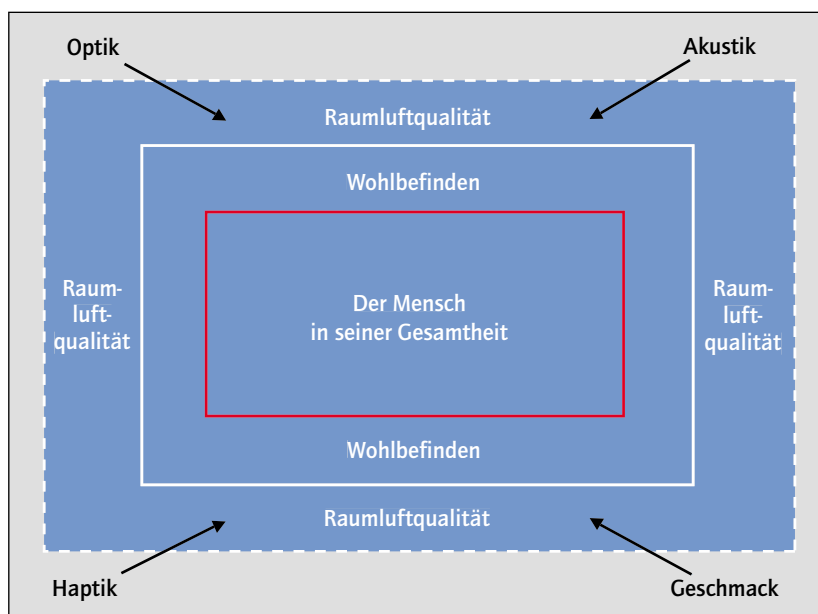 Optik
Akustik
Raumluftqualität
Wohlbefinden
Raum-
luft-
qualität
Der Mensch
in seiner Gesamtheit
Raum-
luft-
qualität
Wohlbefinden
Raumluftqualität
Haptik
Geschmack